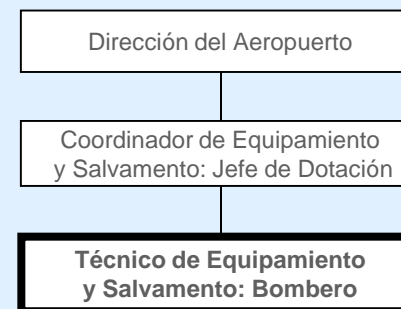 Dirección del Aeropuerto
Coordinador de Equipamiento
y Salvamento: Jefe de Dotación
Técnico de Equipamiento
y Salvamento: Bombero